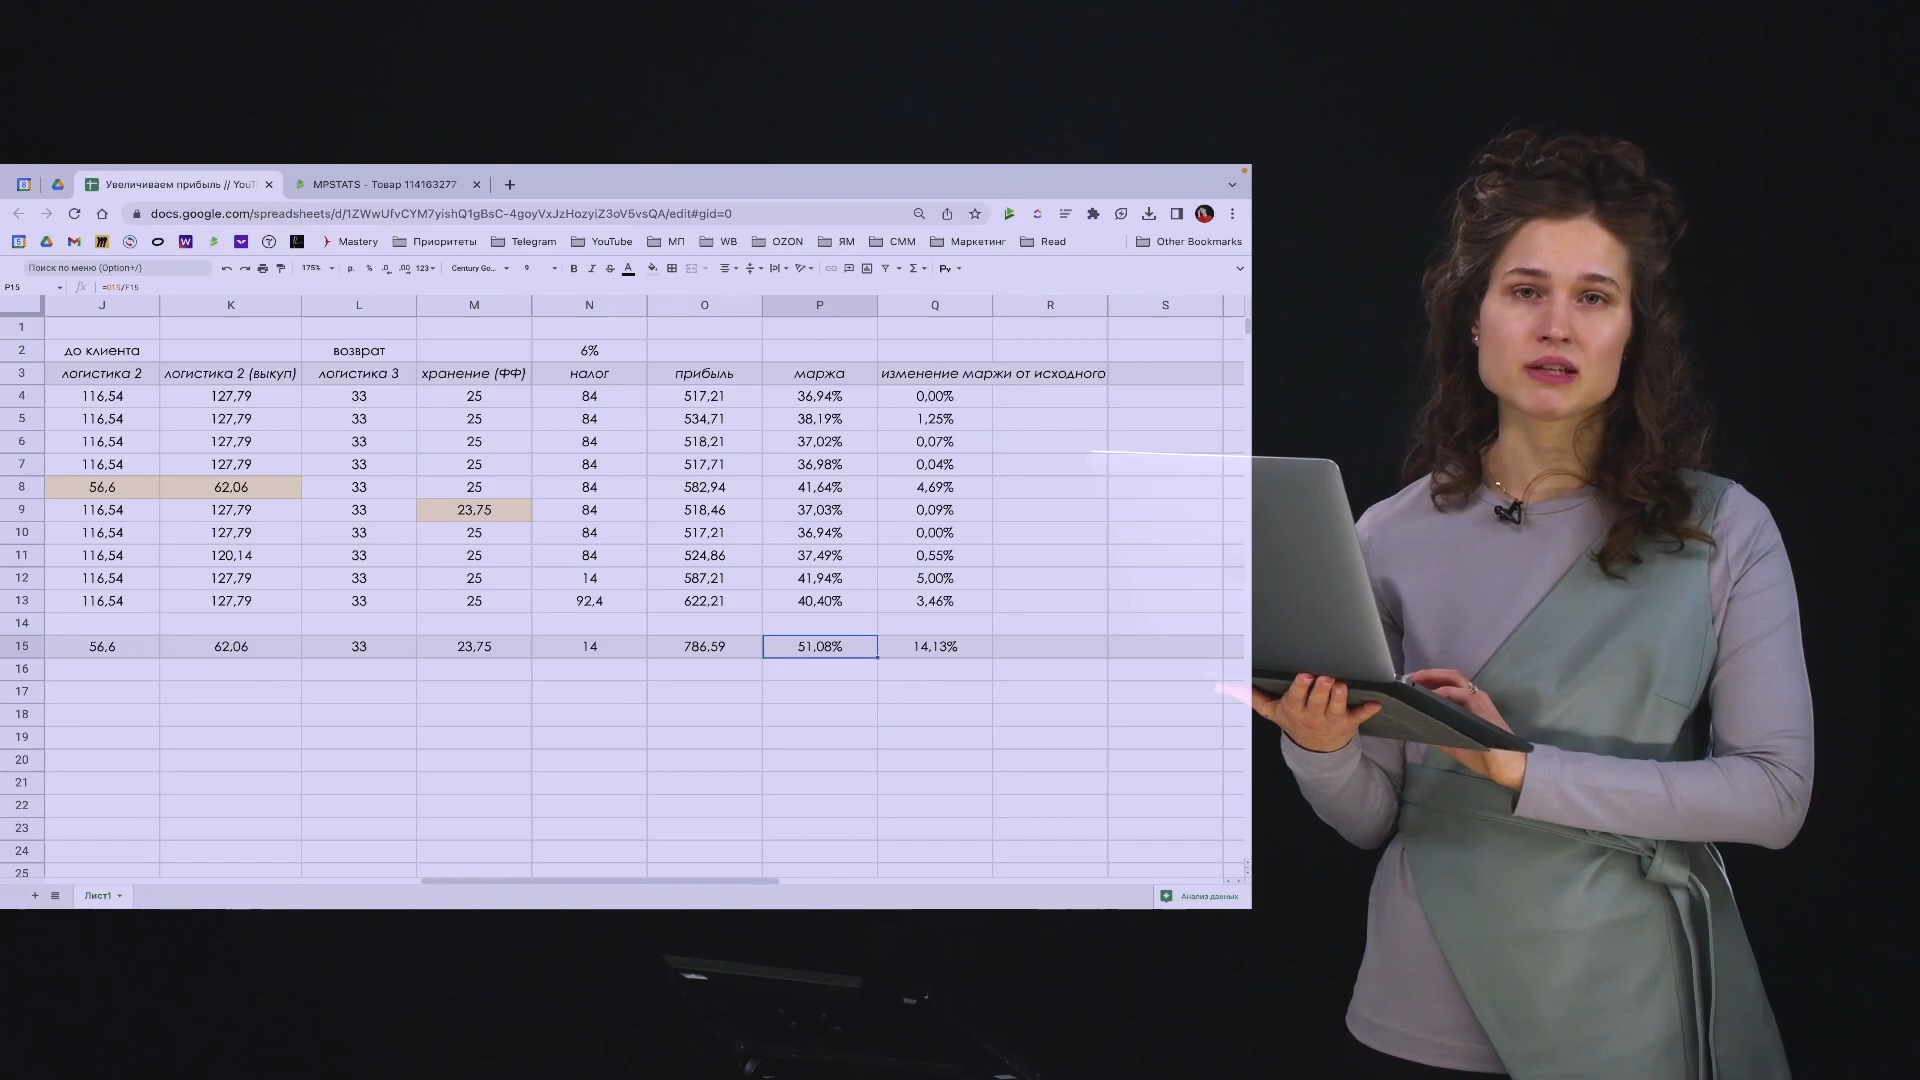 Увеличиваем прибыль // YouT
MPSTATS - Товар 114163277 -
docs.google.com/spreadsheets/d/1ZWwUfvCYM7yishQ1gBsC-4goyVxJzHozyiZ3oV5vsQA/edit#gid=0
Mastery Приоритеты Telegram YouTube МП WB OZON ЯМ СММ Маркетинг Read Other Bookmarks
Поиск по меню (Option+/) 175% р. % .0 .00 123 Century Go... 9 B I S A Σ Ру
P15 fx =O15/F15
J K L M N O P Q R S
1
2 до клиента возврат 6%
3 логистика 2 логистика 2 (выкуп) логистика 3 хранение (ФФ) налог прибыль маржа изменение маржи от исходного
4 116,54 127,79 33 25 84 517,21 36,94% 0,00%
5 116,54 127,79 33 25 84 534,71 38,19% 1,25%
6 116,54 127,79 33 25 84 518,21 37,02% 0,07%
7 116,54 127,79 33 25 84 517,71 36,98% 0,04%
8 56,6 62,06 33 25 84 582,94 41,64% 4,69%
9 116,54 127,79 33 23,75 84 518,46 37,03% 0,09%
10 116,54 127,79 33 25 84 517,21 36,94% 0,00%
11 116,54 120,14 33 25 84 524,86 37,49% 0,55%
12 116,54 127,79 33 25 14 587,21 41,94% 5,00%
13 116,54 127,79 33 25 92,4 622,21 40,40% 3,46%
14
15 56,6 62,06 33 23,75 14 786,59 51,08% 14,13%
16
17
18
19
20
21
22
23
24
25
Лист1
Анализ данных